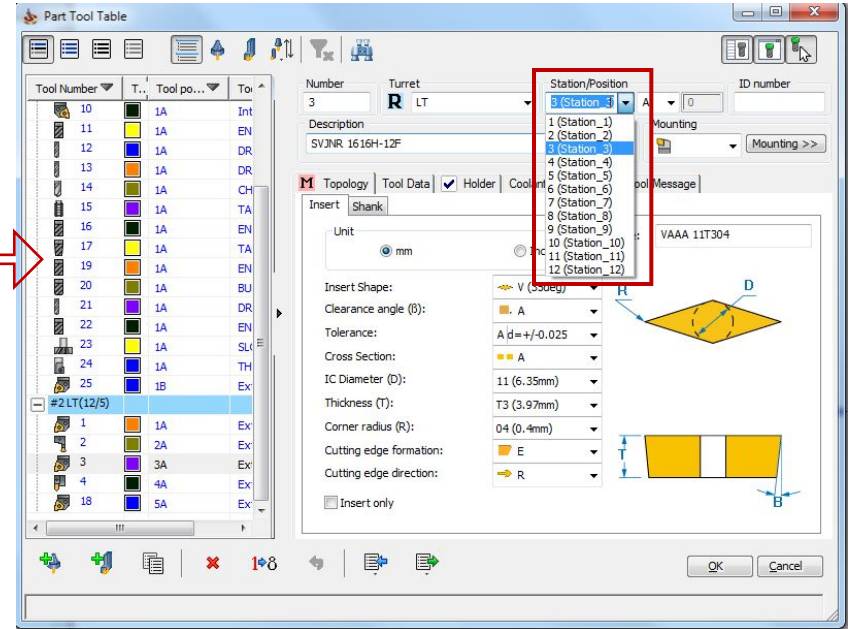 Part Tool Table
Tool Number T.. Tool po... Too
10 1A Int
11 1A EN
12 1A DR
13 1A DR
14 1A CH
15 1A TA
16 1A EN
17 1A TA
19 1A EN
20 1A BU
21 1A DR
22 1A EN
23 1A SLO
24 1A TH
25 1B Ex
#2 LT(12/5)
1 1A Ex
2 2A Ex
3 3A Ex
4 4A Ex
18 5A Ex
1 8
Number Turret Station/Position ID number
3 R LT 3 (Station_3) A 0
1 (Station_1)
2 (Station_2)
3 (Station_3)
4 (Station_4)
5 (Station_5)
6 (Station_6)
7 (Station_7)
8 (Station_8)
9 (Station_9)
10 (Station_10)
11 (Station_11)
12 (Station_12)
Description Mounting
SVJNR 1616H-12F Mounting >>
M Topology Tool Data Holder Message
Insert Shank
Unit
mm
VAAA 11T304
Insert Shape: V (35deg)
Clearance angle (ß): A
Tolerance: A d=+/-0.025
Cross Section: A
IC Diameter (D): 11 (6.35mm)
Thickness (T): T3 (3.97mm)
Corner radius (R): 04 (0.4mm)
Cutting edge formation: E
Cutting edge direction: R
Insert only
R D
T
B
OK Cancel